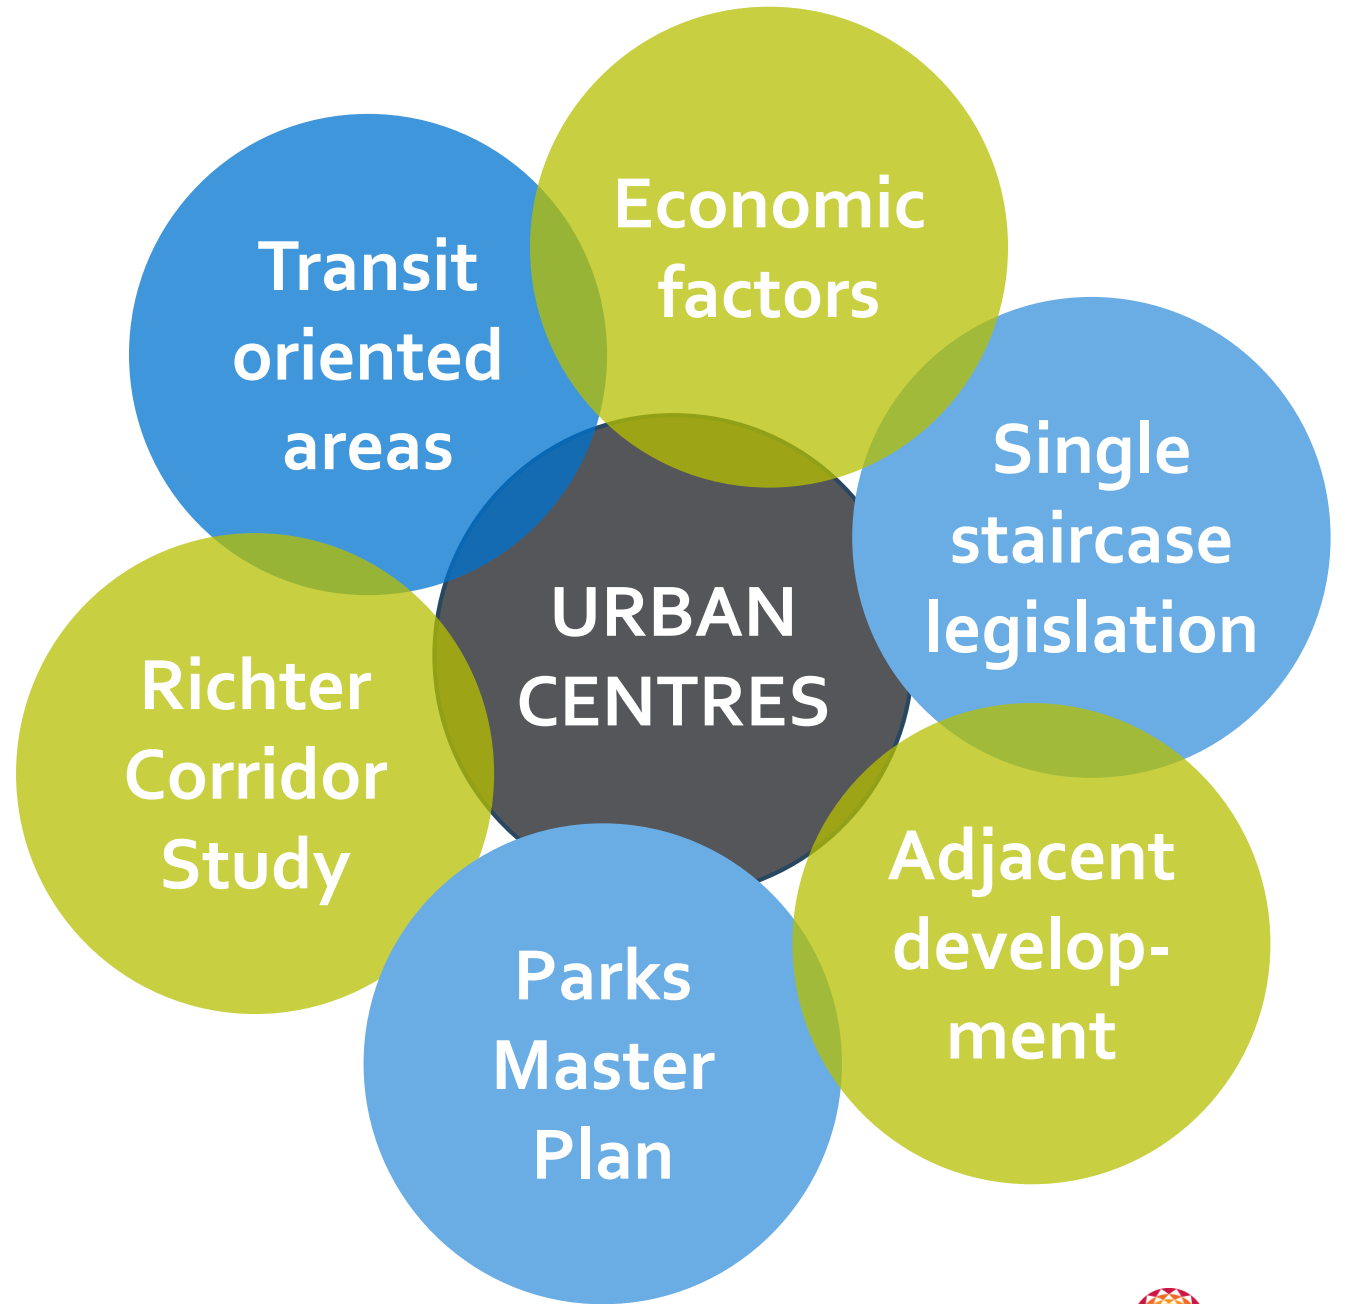 Economic
factors
Transit
oriented
areas
Single
staircase
legislation
URBAN
CENTRES
Richter
Corridor
Study
Adjacent
develop-
ment
Parks
Master
Plan